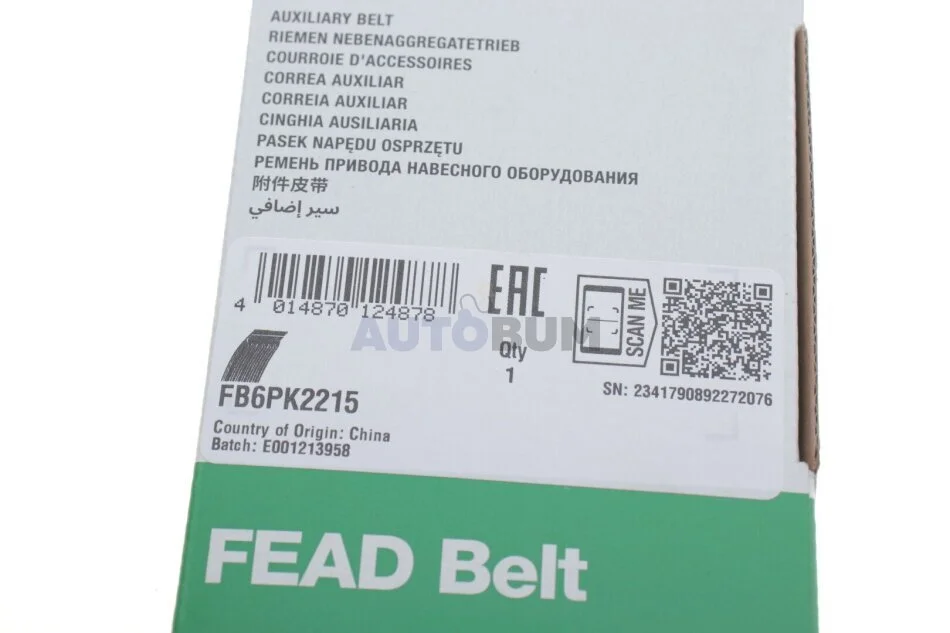 AUXILIARY BELT
RIEMEN NEBENAGGREGATETRIEB
COURROIE D'ACCESSOIRES
CORREA AUXILIAR
CORREIA AUXILIAR
CINGHIA AUSILIARIA
PASEK NAPĘDU OSPRZĘTU
РЕМЕНЬ ПРИВОДА НАВЕСНОГО ОБОРУДОВАНИЯ
附件皮带
سير إضافي
4 014870 124878
EAC
SCAN ME
AUTOBUM
Qty
1
SN: 2341790892272076
FB6PK2215
Country of Origin: China
Batch: E001213958
FEAD Belt